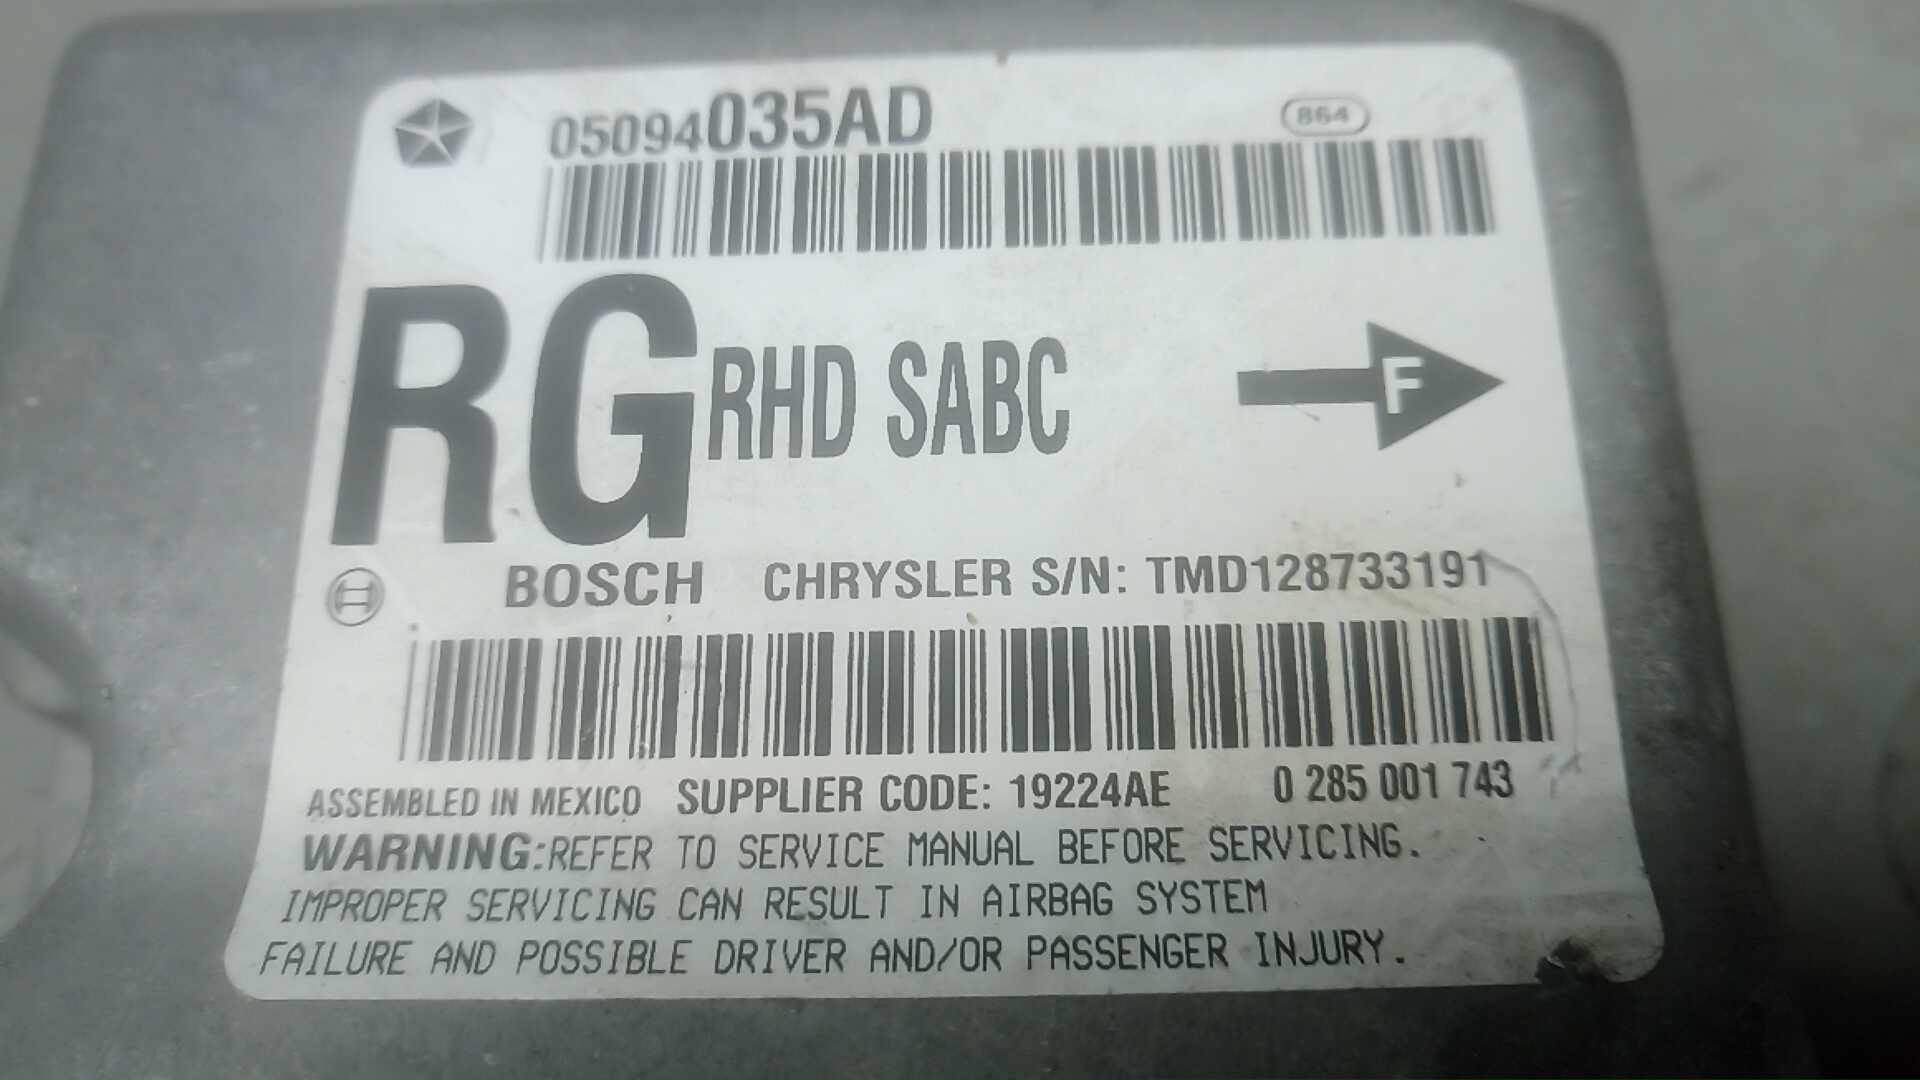 05094035AD
864
RG RHD SABC
F
BOSCH CHRYSLER S/N: TMD128733191
ASSEMBLED IN MEXICO SUPPLIER CODE: 19224AE 0 285 001 743
WARNING:REFER TO SERVICE MANUAL BEFORE SERVICING.
IMPROPER SERVICING CAN RESULT IN AIRBAG SYSTEM
FAILURE AND POSSIBLE DRIVER AND/OR PASSENGER INJURY.